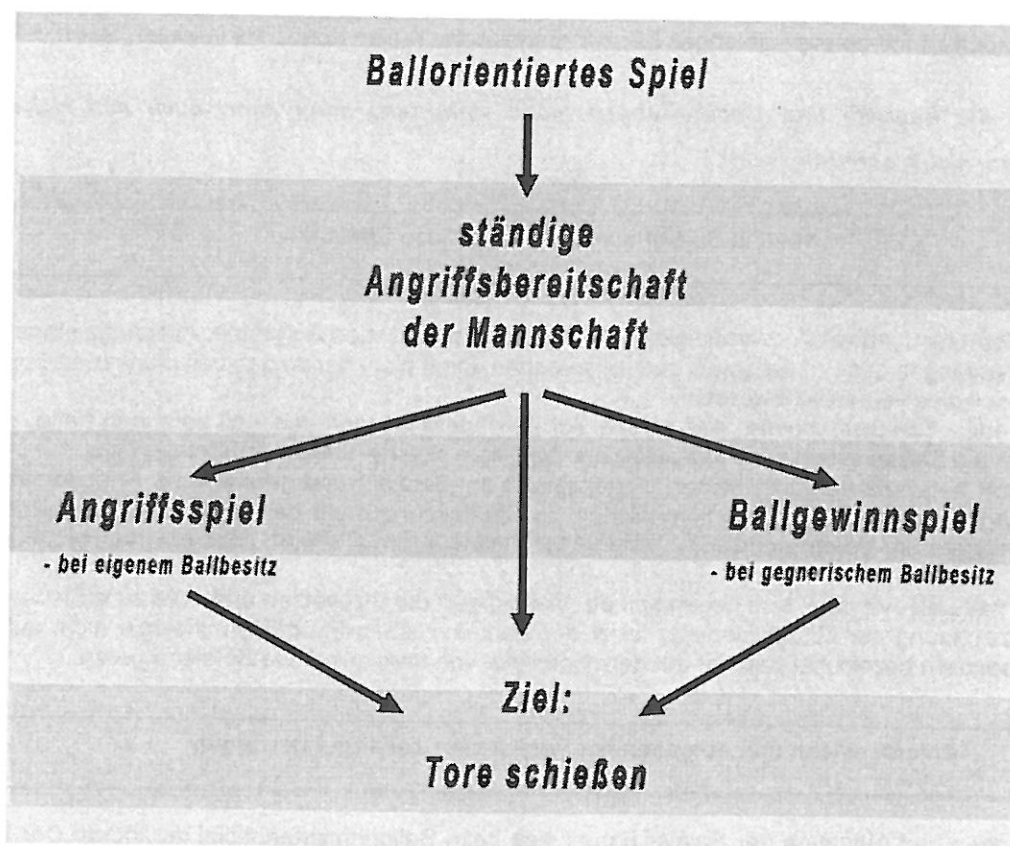 Ballorientiertes Spiel
ständige
Angriffsbereitschaft
der Mannschaft
Angriffsspiel
- bei eigenem Ballbesitz
Ballgewinnspiel
- bei gegnerischem Ballbesitz
Ziel:
Tore schießen